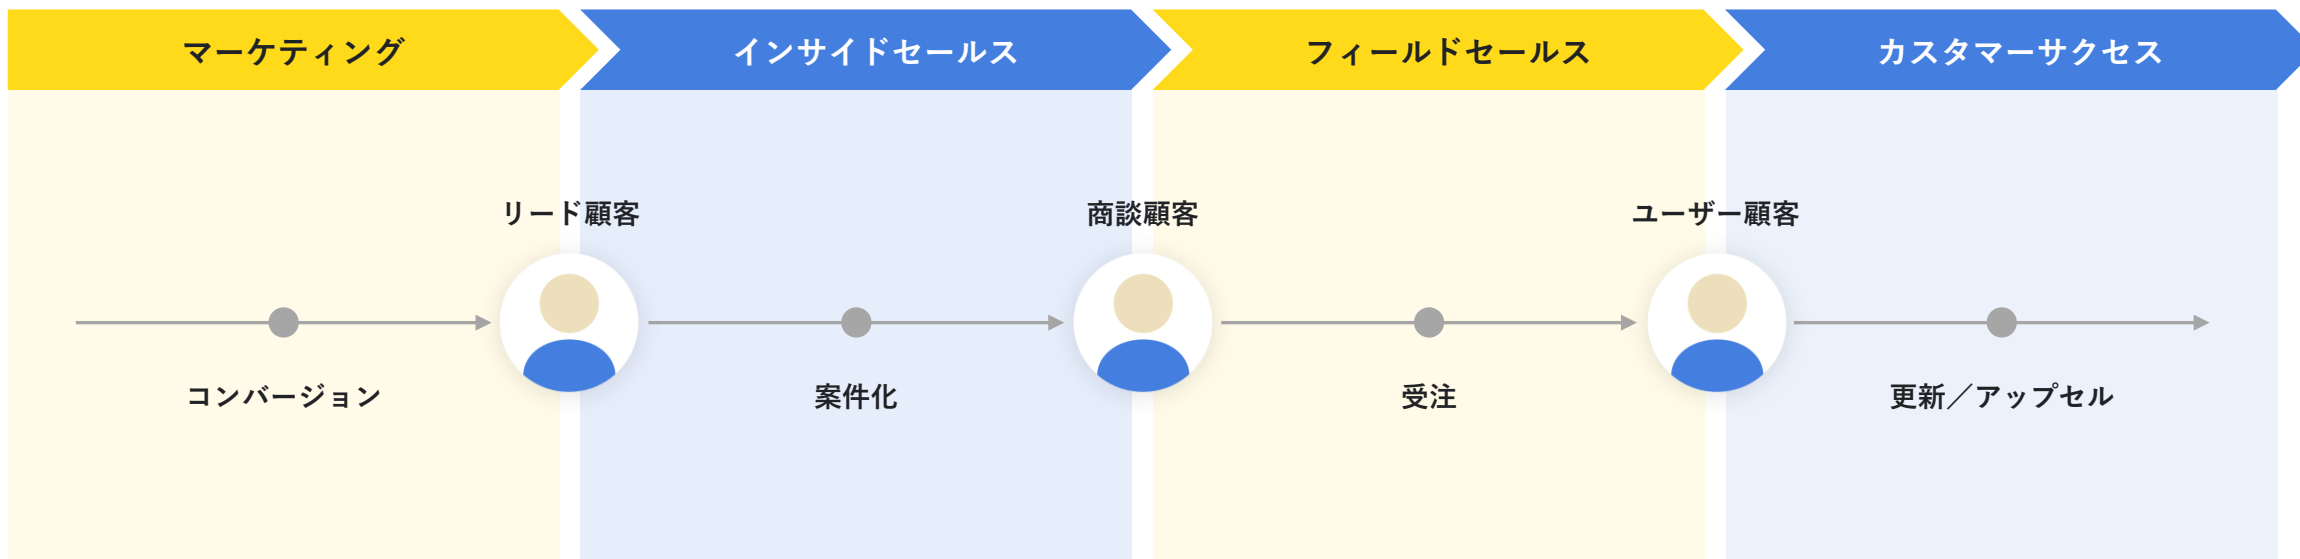 マーケティング
インサイドセールス
フィールドセールス
カスタマーサクセス
リード顧客
商談顧客
ユーザー顧客
コンバージョン
案件化
受注
更新／アップセル